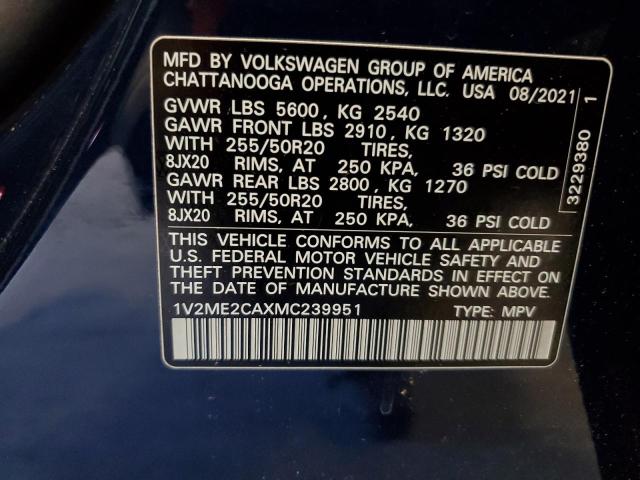 MFD BY VOLKSWAGEN GROUP OF AMERICA
CHATTANOOGA OPERATIONS, LLC. USA 08/2021
GVWR LBS 5600, KG 2540
GAWR FRONT LBS 2910, KG 1320
WITH 255/50R20 TIRES,
8JX20 RIMS, AT 250 KPA, 36 PSI COLD
GAWR REAR LBS 2800, KG 1270
WITH 255/50R20 TIRES,
8JX20 RIMS, AT 250 KPA, 36 PSI COLD
THIS VEHICLE CONFORMS TO ALL APPLICABLE
U.S. FEDERAL MOTOR VEHICLE SAFETY AND
THEFT PREVENTION STANDARDS IN EFFECT ON
THE DATE OF MANUFACTURE SHOWN ABOVE.
1V2ME2CAXMC239951 TYPE: MPV
3229380 1